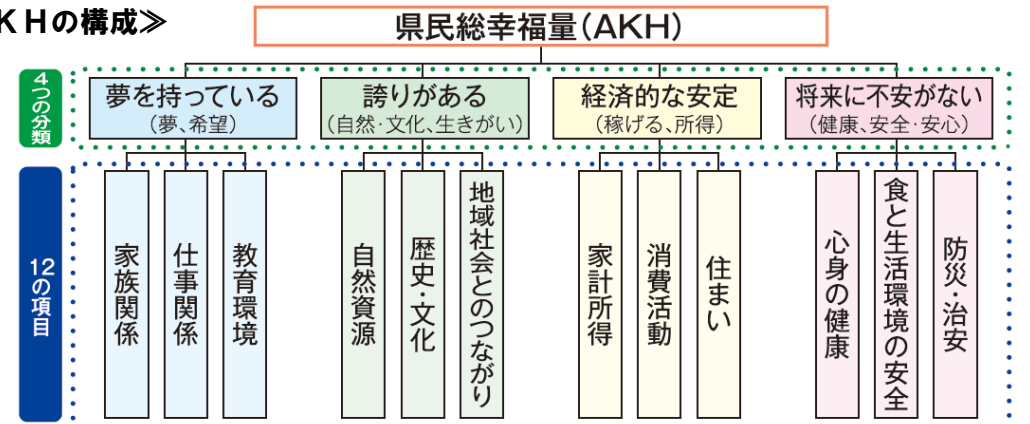 KHの構成≫
県民総幸福量(AKH)
4つの分類
夢を持っている
(夢、希望)
誇りがある
(自然・文化、生きがい)
経済的な安定
(稼げる、所得)
将来に不安がない
(健康、安全・安心)
12の項目
家族関係
仕事関係
教育環境
自然資源
歴史・文化
地域社会とのつながり
家計所得
消費活動
住まい
心身の健康
食と生活環境の安全
防災・治安